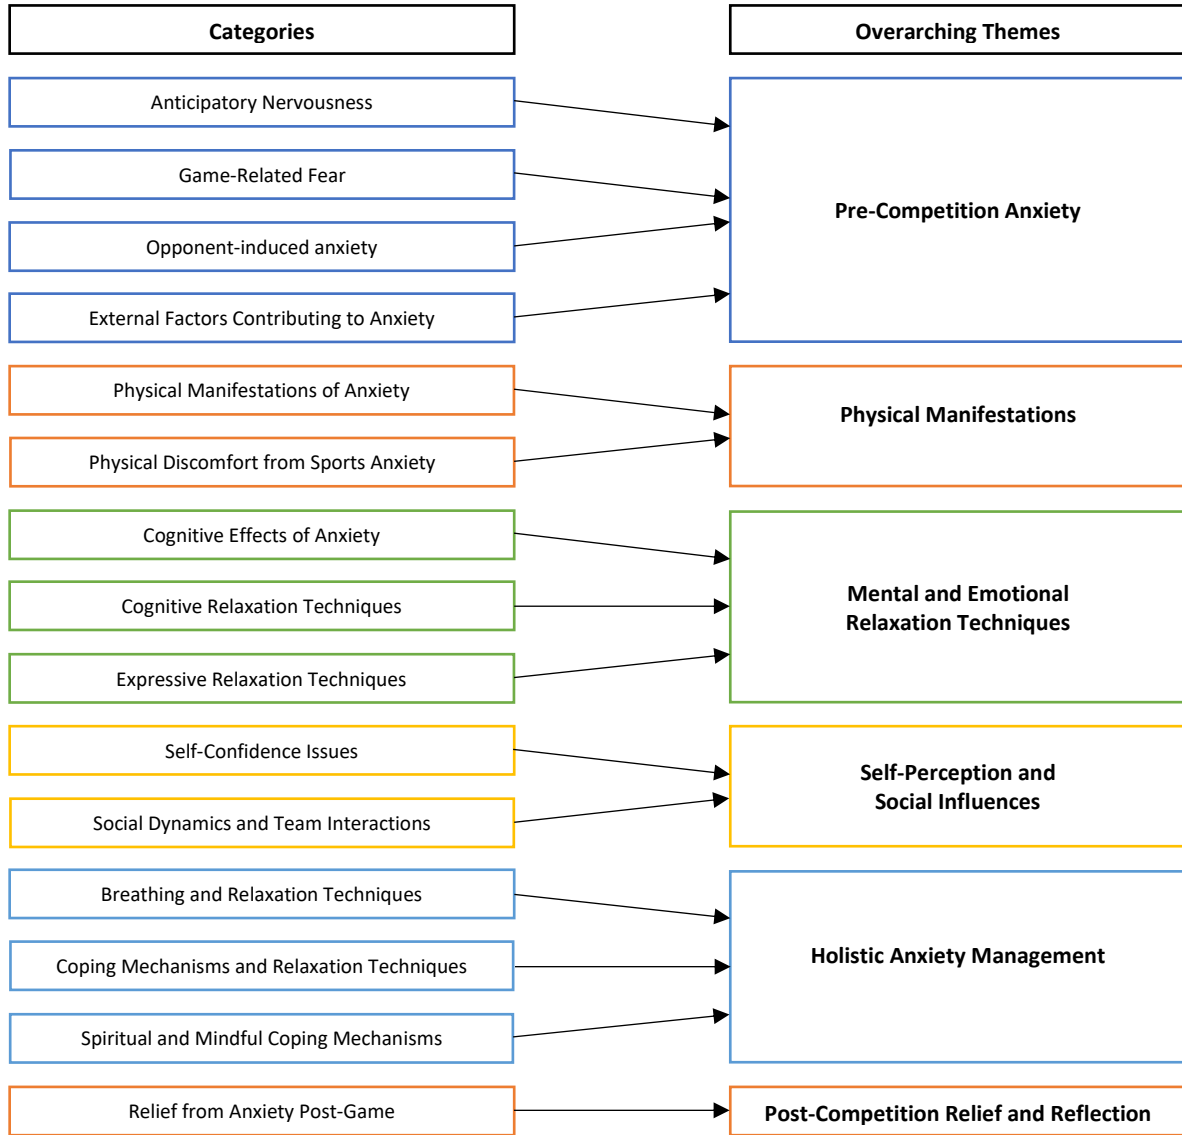 Categories
Overarching Themes
Anticipatory Nervousness
Game-Related Fear
Opponent-induced anxiety
External Factors Contributing to Anxiety
Pre-Competition Anxiety
Physical Manifestations of Anxiety
Physical Discomfort from Sports Anxiety
Physical Manifestations
Cognitive Effects of Anxiety
Cognitive Relaxation Techniques
Expressive Relaxation Techniques
Mental and Emotional
Relaxation Techniques
Self-Confidence Issues
Social Dynamics and Team Interactions
Self-Perception and
Social Influences
Breathing and Relaxation Techniques
Coping Mechanisms and Relaxation Techniques
Spiritual and Mindful Coping Mechanisms
Holistic Anxiety Management
Relief from Anxiety Post-Game
Post-Competition Relief and Reflection